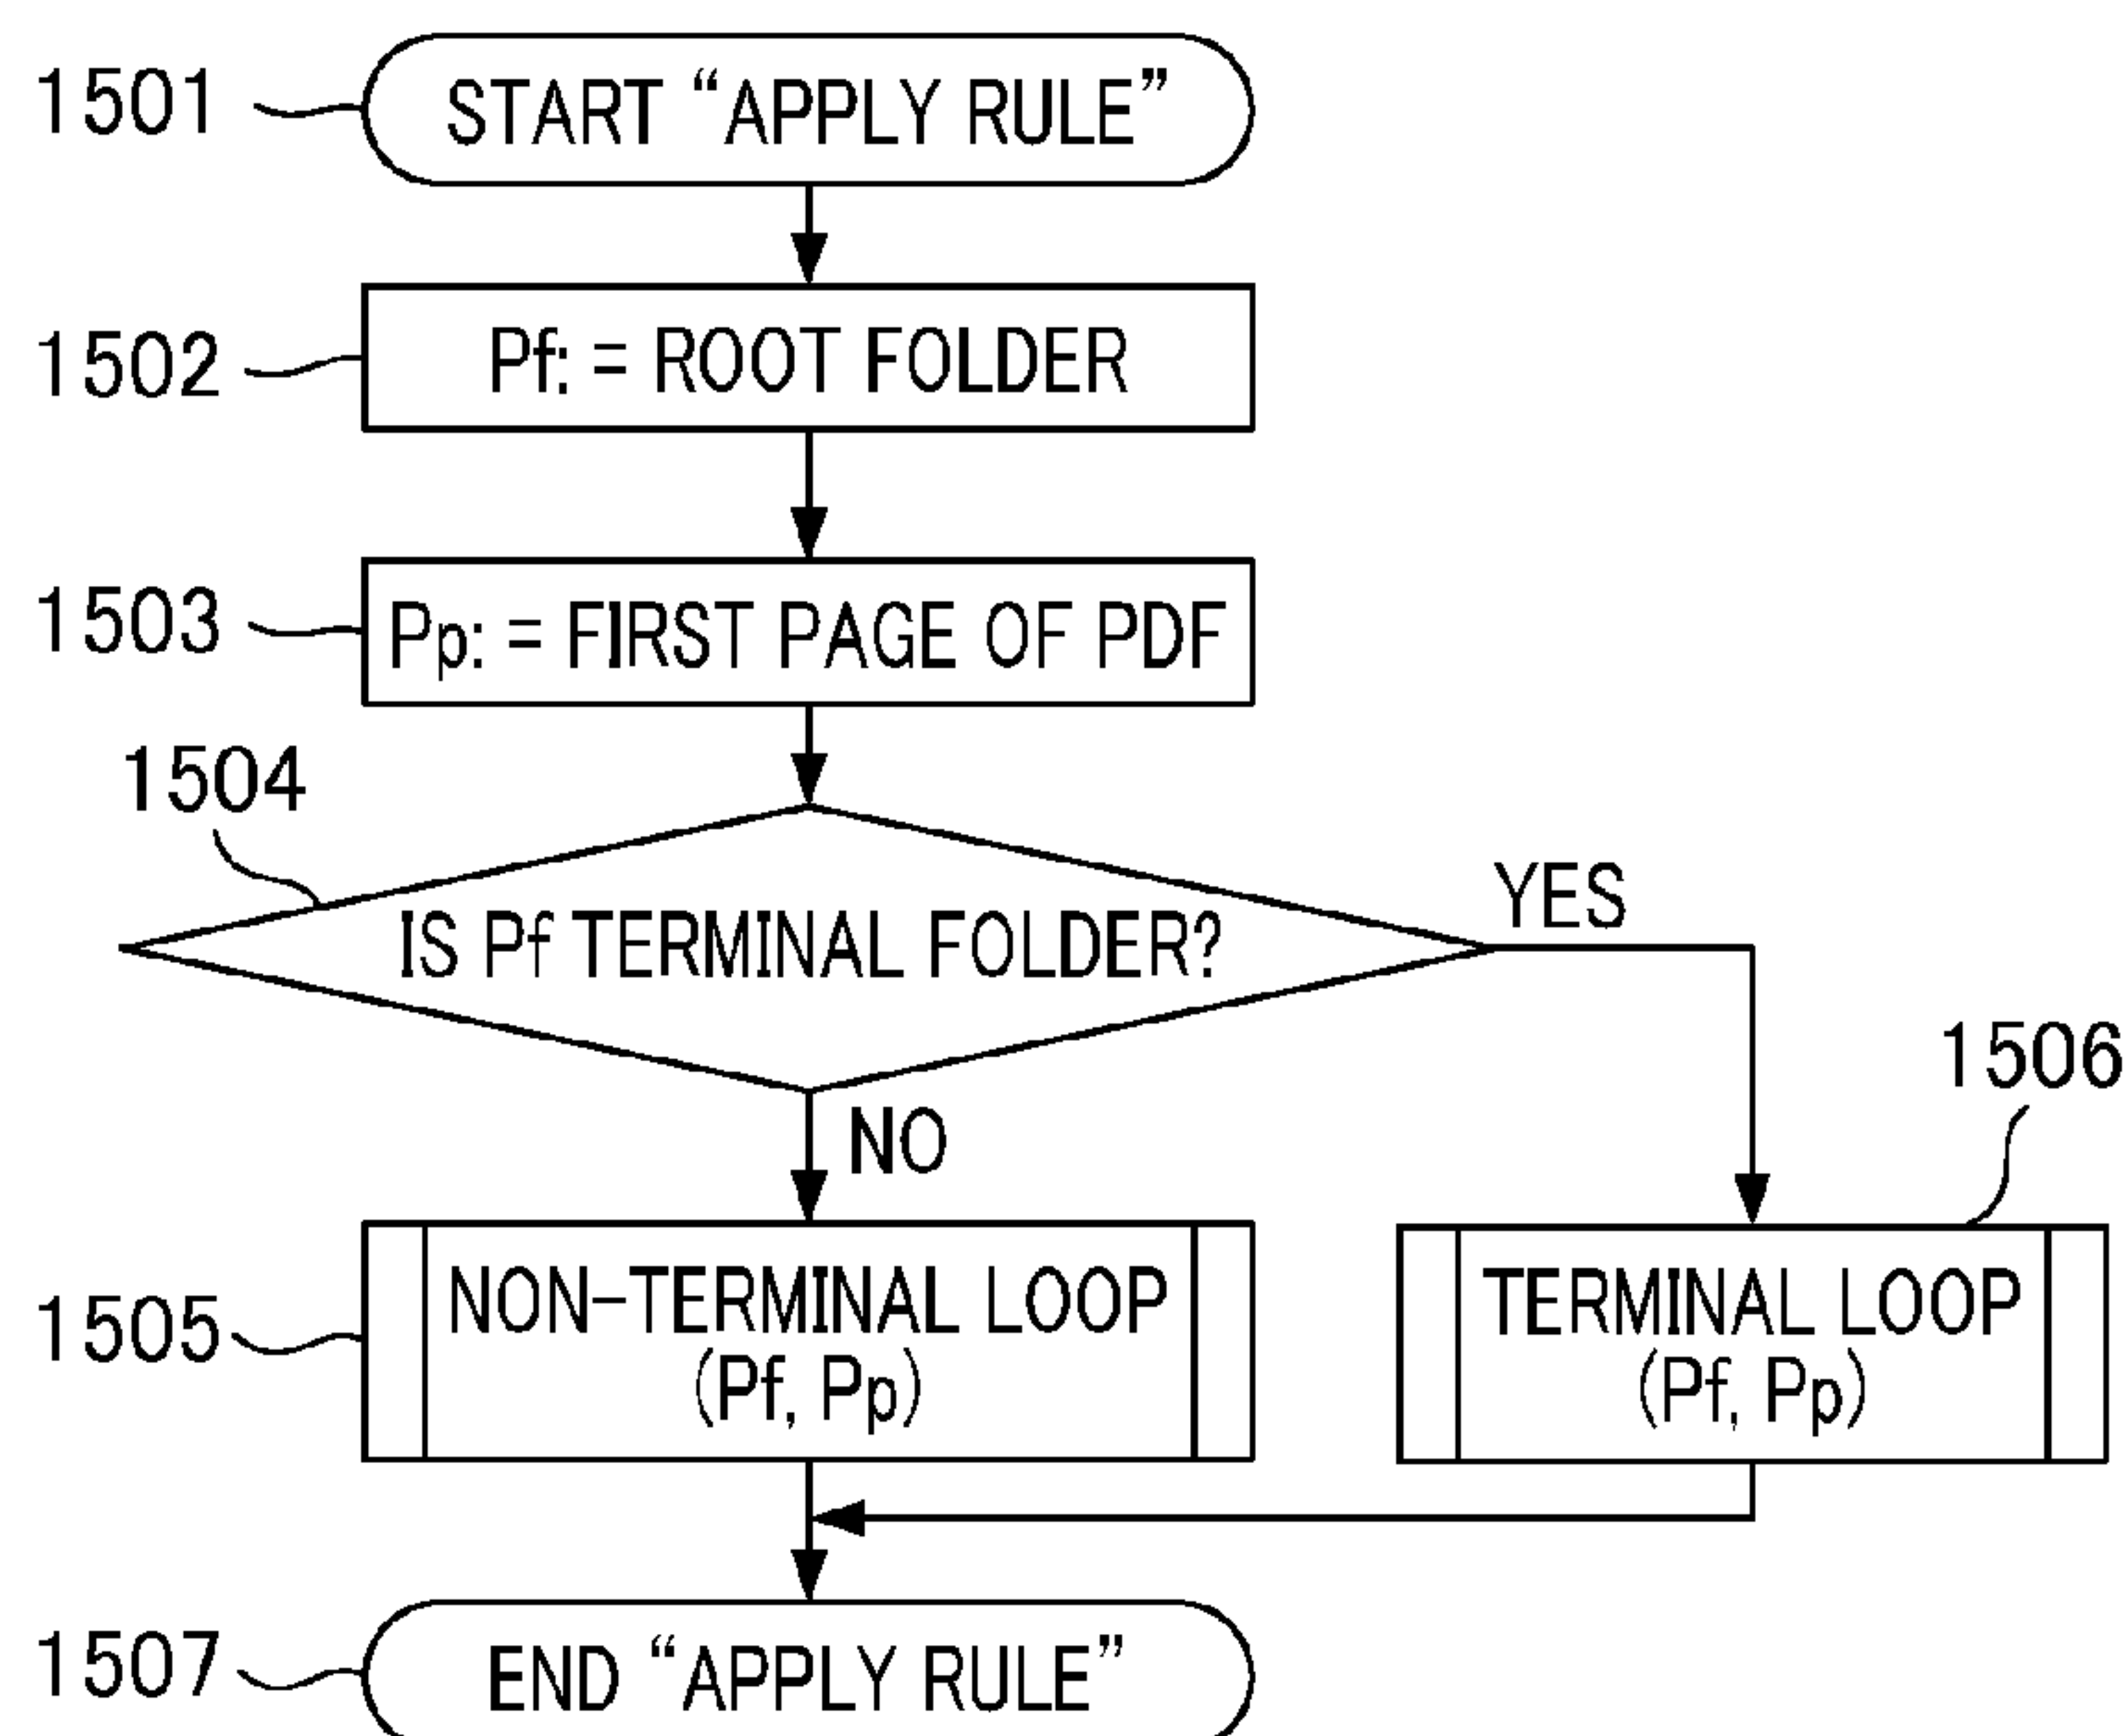 1501
START “APPLY RULE”
1502
Pf: = ROOT FOLDER
1503
Pp: = FIRST PAGE OF PDF
1504
IS Pf TERMINAL FOLDER?
YES
NO
1506
1505
NON-TERMINAL LOOP
(Pf, Pp)
TERMINAL LOOP
(Pf, Pp)
1507
END “APPLY RULE”